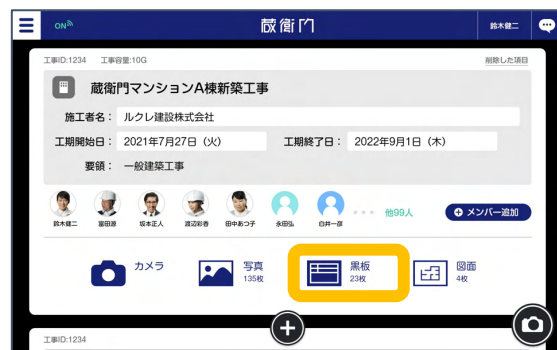 ON
蔵衛門
鈴木健二
工事ID:1234 工事容量:10G 削除した項目
蔵衛門マンションA棟新築工事
施工者名： ルクレ建設株式会社
工期開始日： 2021年7月27日（火） 工期終了日： 2022年9月1日（木）
要領： 一般建築工事
鈴木健二 富田源 坂本正人 渡辺彩香 田中あつ子 永田弘 白井一彦 他99人 メンバー追加
カメラ 写真 黒板 図面
135枚 23枚 4枚
工事ID:1234